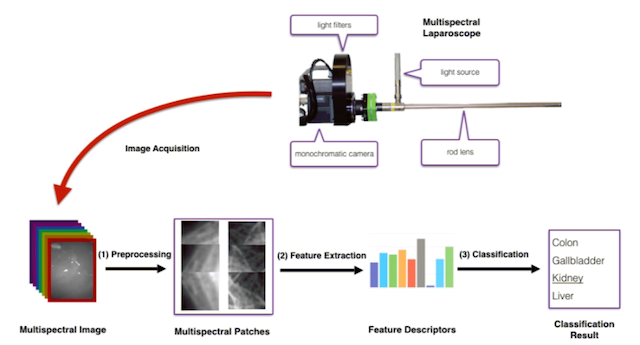 light filters
Multispectral
Laparoscope
light source
monochromatic camera
rod lens
Image Acquisition
(1) Preprocessing
(2) Feature Extraction
(3) Classification
Colon
Gallbladder
Kidney
Liver
Multispectral Image
Multispectral Patches
Feature Descriptors
Classification
Result